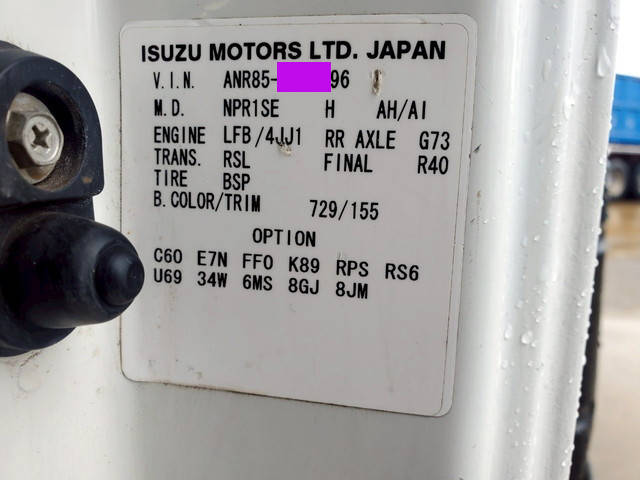 ISUZU MOTORS LTD. JAPAN
V.I.N. ANR85- 96
M.D. NPR1SE H AH/AI
ENGINE LFB/4JJ1 RR AXLE G73
TRANS. RSL FINAL R40
TIRE BSP
B.COLOR/TRIM 729/155
OPTION
C60 E7N FF0 K89 RPS RS6
U69 34W 6MS 8GJ 8JM